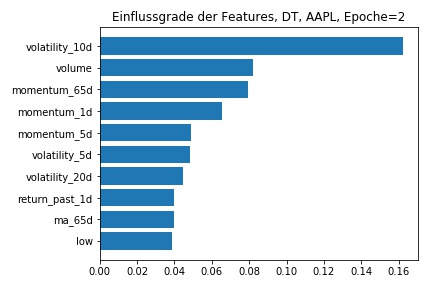 Einflussgrade der Features, DT, AAPL, Epoche=2
volatility_10d
volume
momentum_65d
momentum_1d
momentum_5d
volatility_5d
volatility_20d
return_past_1d
ma_65d
low
0.00 0.02 0.04 0.06 0.08 0.10 0.12 0.14 0.16